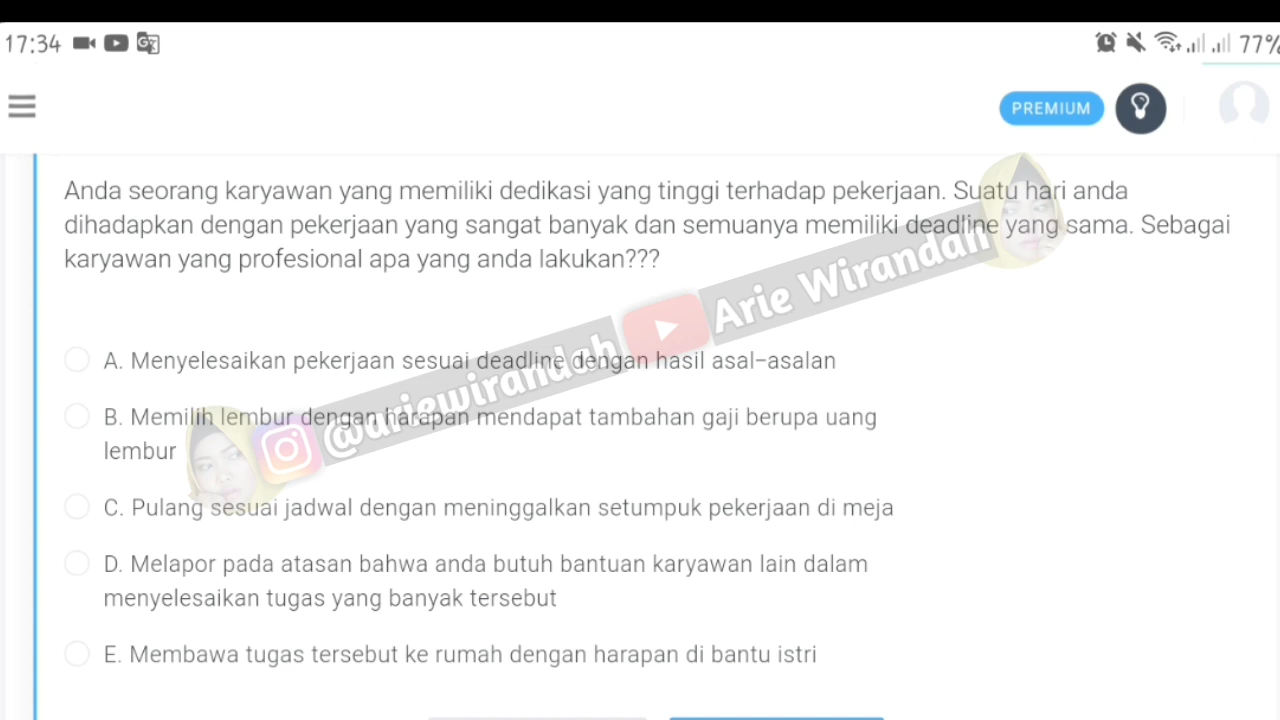 17:34
77%
PREMIUM
Anda seorang karyawan yang memiliki dedikasi yang tinggi terhadap pekerjaan. Suatu hari anda
dihadapkan dengan pekerjaan yang sangat banyak dan semuanya memiliki deadline yang sama. Sebagai
karyawan yang profesional apa yang anda lakukan???
Arie Wirandah
@ariewirandah
A. Menyelesaikan pekerjaan sesuai deadline dengan hasil asal-asalan
B. Memilih lembur dengan harapan mendapat tambahan gaji berupa uang
lembur
C. Pulang sesuai jadwal dengan meninggalkan setumpuk pekerjaan di meja
D. Melapor pada atasan bahwa anda butuh bantuan karyawan lain dalam
menyelesaikan tugas yang banyak tersebut
E. Membawa tugas tersebut ke rumah dengan harapan di bantu istri